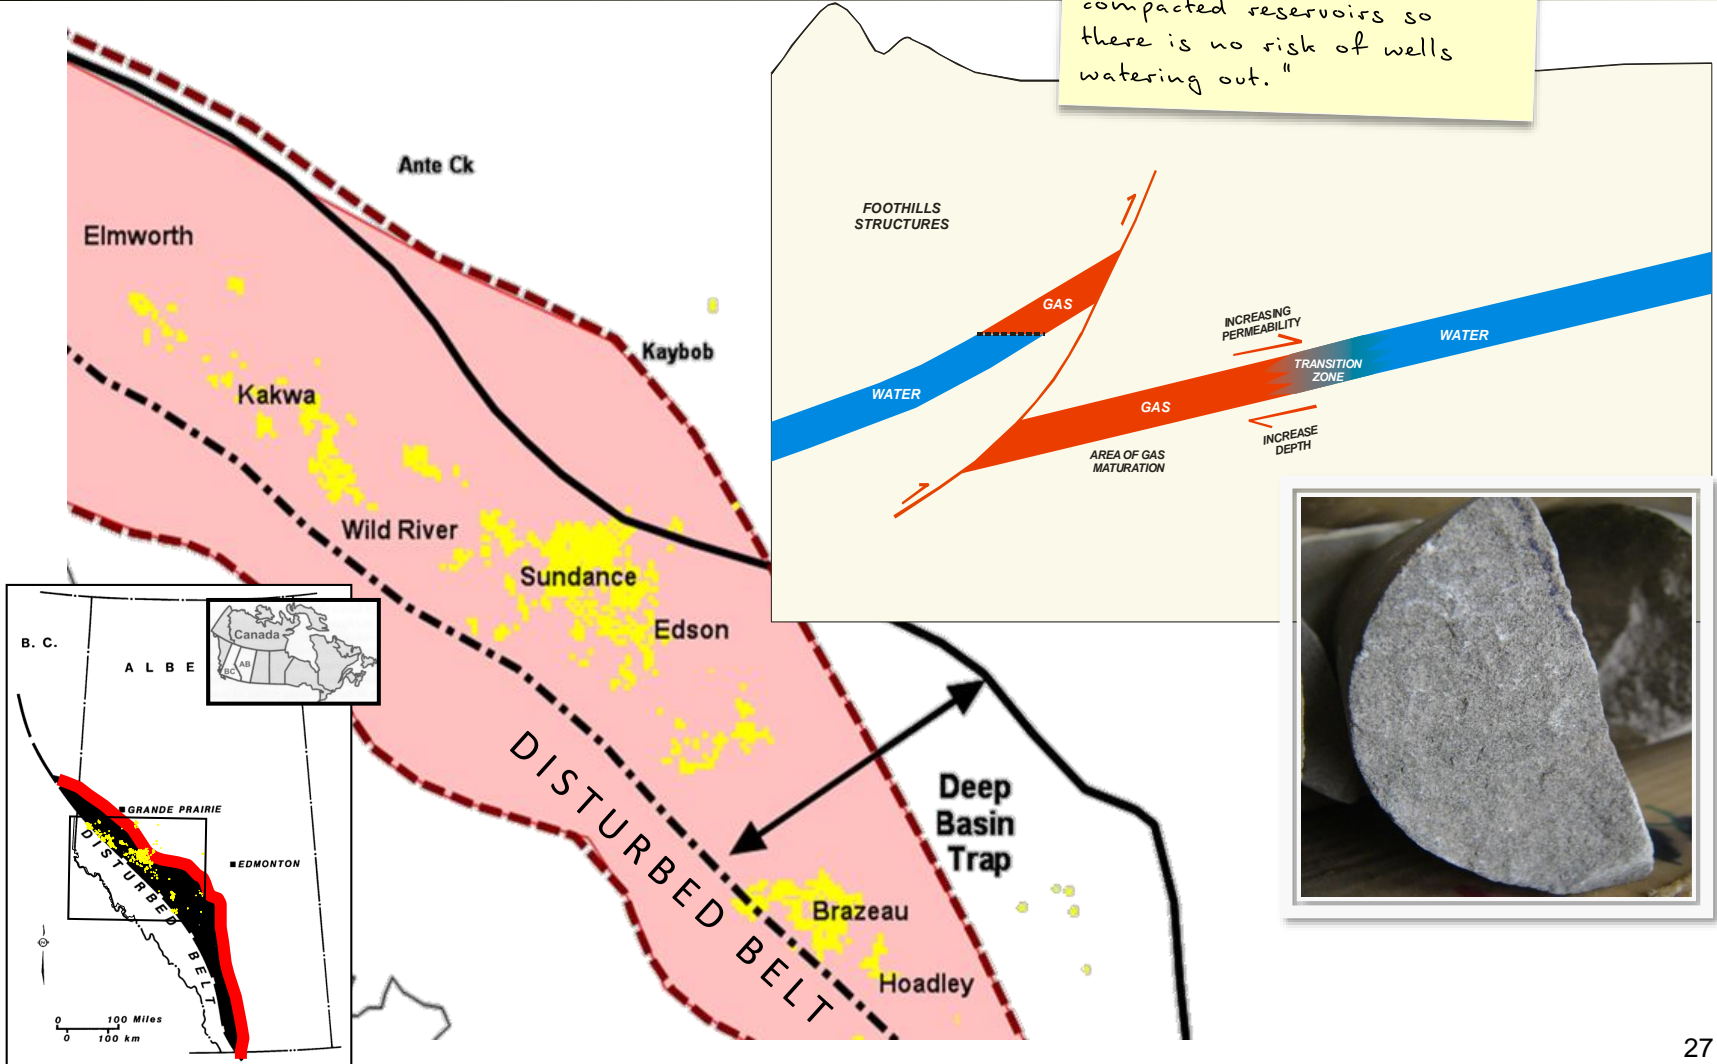 compacted reservoirs so
there is no risk of wells
watering out."
Ante Ck
Elmworth
Kaybob
Kakwa
Wild River
Sundance
Edson
DISTURBED BELT
Deep
Basin
Trap
Brazeau
Hoadley
FOOTHILLS
STRUCTURES
GAS
WATER
INCREASING
PERMEABILITY
WATER
TRANSITION
ZONE
GAS
INCREASE
DEPTH
AREA OF GAS
MATURATION
B. C.
A L B E
Canada
AB
BC
GRANDE PRAIRIE
EDMONTON
DISTURBED BELT
0 100 Miles
0 100 km
27